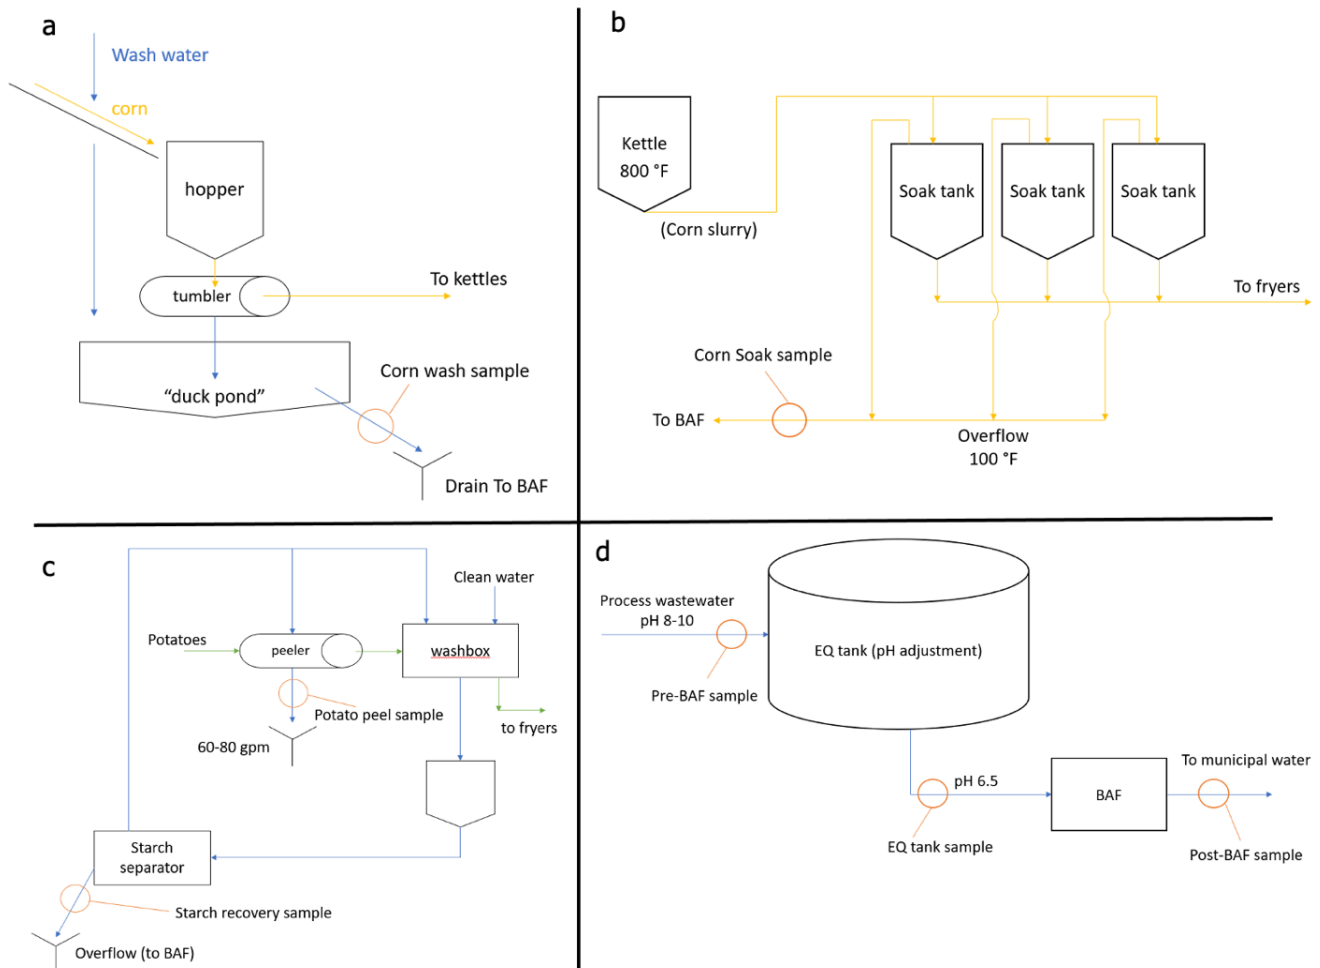 a
Wash water
corn
hopper
tumbler
To kettles
"duck pond"
Corn wash sample
Drain To BAF
b
Kettle
800 °F
(Corn slurry)
Soak tank
Soak tank
Soak tank
To fryers
Corn Soak sample
To BAF
Overflow
100 °F
c
Clean water
Potatoes
peeler
washbox
Potato peel sample
to fryers
60-80 gpm
Starch
separator
Starch recovery sample
Overflow (to BAF)
d
Process wastewater
pH 8-10
EQ tank (pH adjustment)
Pre-BAF sample
To municipal water
pH 6.5
BAF
EQ tank sample
Post-BAF sample